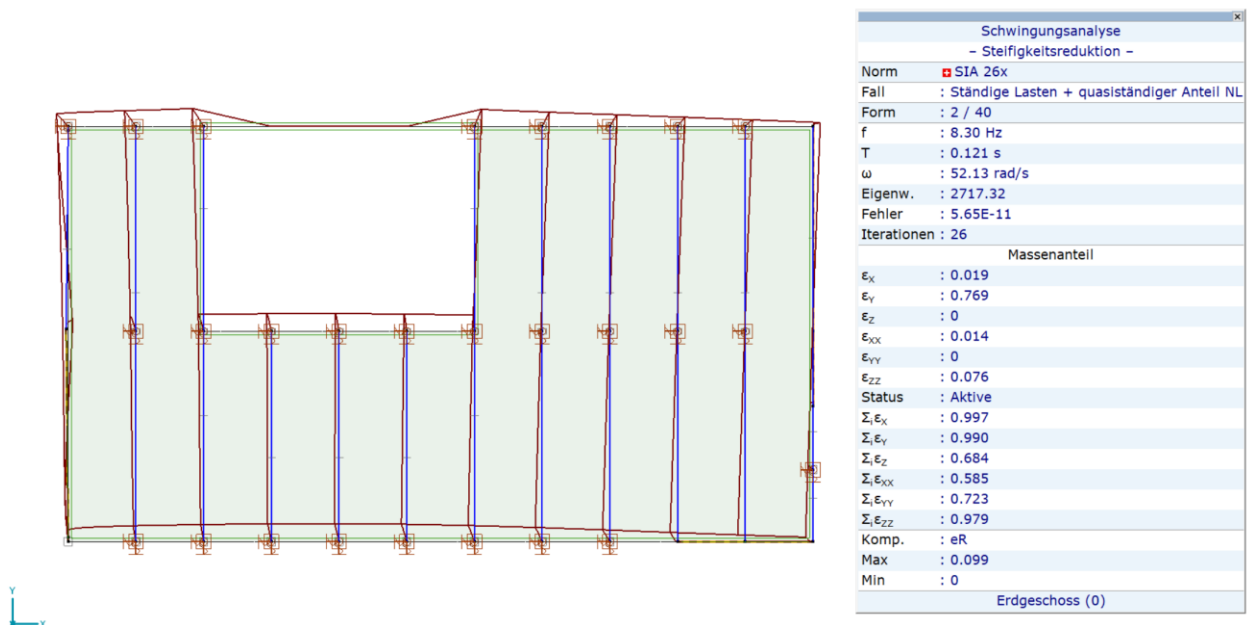 Schwingungsanalyse
– Steifigkeitsreduktion –
Norm SIA 26x
Fall : Ständige Lasten + quasiständiger Anteil NL
Form : 2 / 40
f : 8.30 Hz
T : 0.121 s
ω : 52.13 rad/s
Eigenw. : 2717.32
Fehler : 5.65E-11
Iterationen : 26
Massenanteil
εX : 0.019
εY : 0.769
εZ : 0
εXX : 0.014
εYY : 0
εZZ : 0.076
Status : Aktive
ΣiεX : 0.997
ΣiεY : 0.990
ΣiεZ : 0.684
ΣiεXX : 0.585
ΣiεYY : 0.723
ΣiεZZ : 0.979
Komp. : eR
Max : 0.099
Min : 0
Erdgeschoss (0)
Y
X